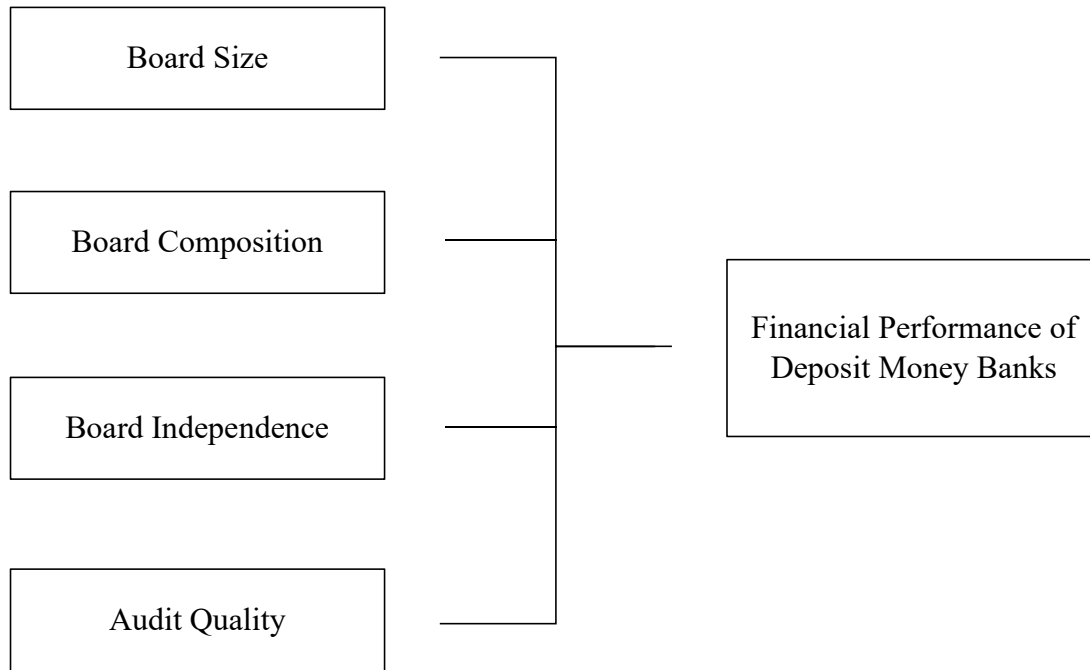 Board Size
Board Composition
Financial Performance of
Deposit Money Banks
Board Independence
Audit Quality